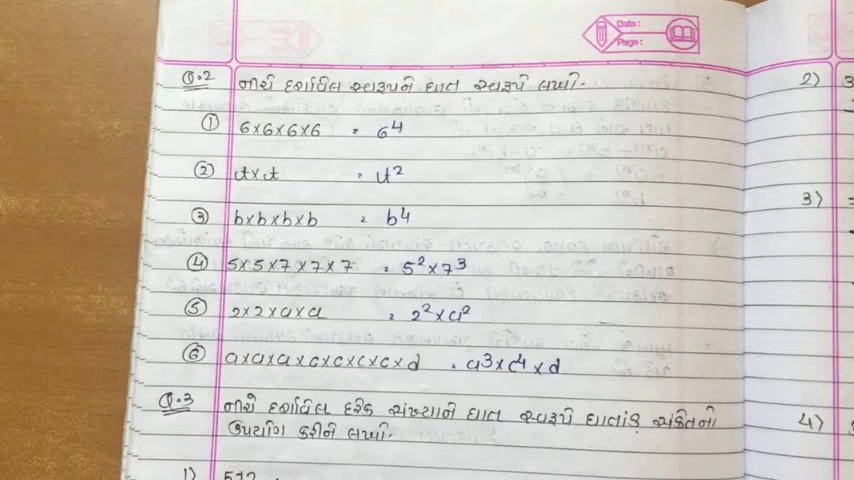 Date :
Page :
Q.2 નીચે દર્શાવેલ સ્વરૂપને ઘાત સ્વરૂપે લખો.
① 6×6×6×6 = 6⁴
② t×t = t²
③ b×b×b×b = b⁴
④ 5×5×7×7×7 = 5²×7³
⑤ 2×2×a×a = 2²×a²
⑥ a×a×a×c×c×c×c×d = a³×c⁴×d
Q.3 નીચે દર્શાવેલ દરેક સંખ્યાને ઘાત સ્વરૂપે ઘાતાંક સંકેતનો
ઉપયોગ કરીને લખો.
1) 512
2) 3
3) =
4)